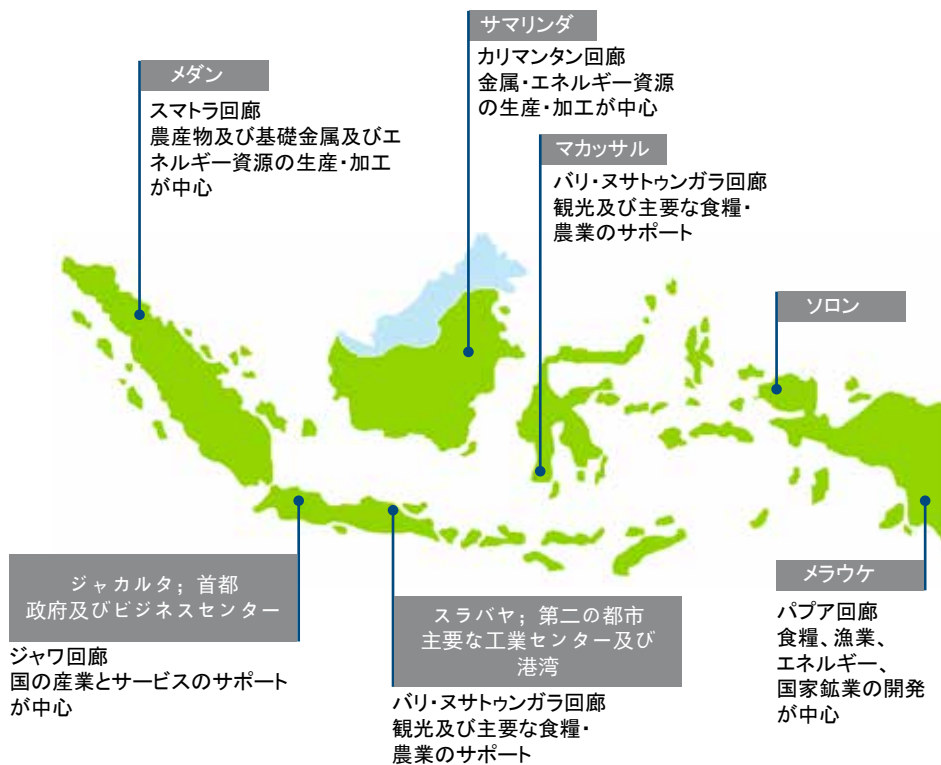 サマリンダ
カリマンタン回廊
金属・エネルギー資源
の生産・加工が中心
メダン
スマトラ回廊
農産物及び基礎金属及びエ
ネルギー資源の生産・加工
が中心
マカッサル
バリ・ヌサトゥンガラ回廊
観光及び主要な食糧・
農業のサポート
ソロン
ジャカルタ；首都
政府及びビジネスセンター
ジャワ回廊
国の産業とサービスのサポート
が中心
スラバヤ；第二の都市
主要な工業センター及び
港湾
バリ・ヌサトゥンガラ回廊
観光及び主要な食糧・
農業のサポート
メラウケ
パプア回廊
食糧、漁業、
エネルギー、
国家鉱業の開発
が中心